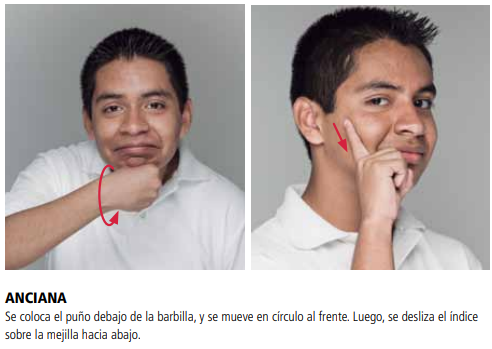 ANCIANA
Se coloca el puño debajo de la barbilla, y se mueve en círculo al frente. Luego, se desliza el índice
sobre la mejilla hacia abajo.